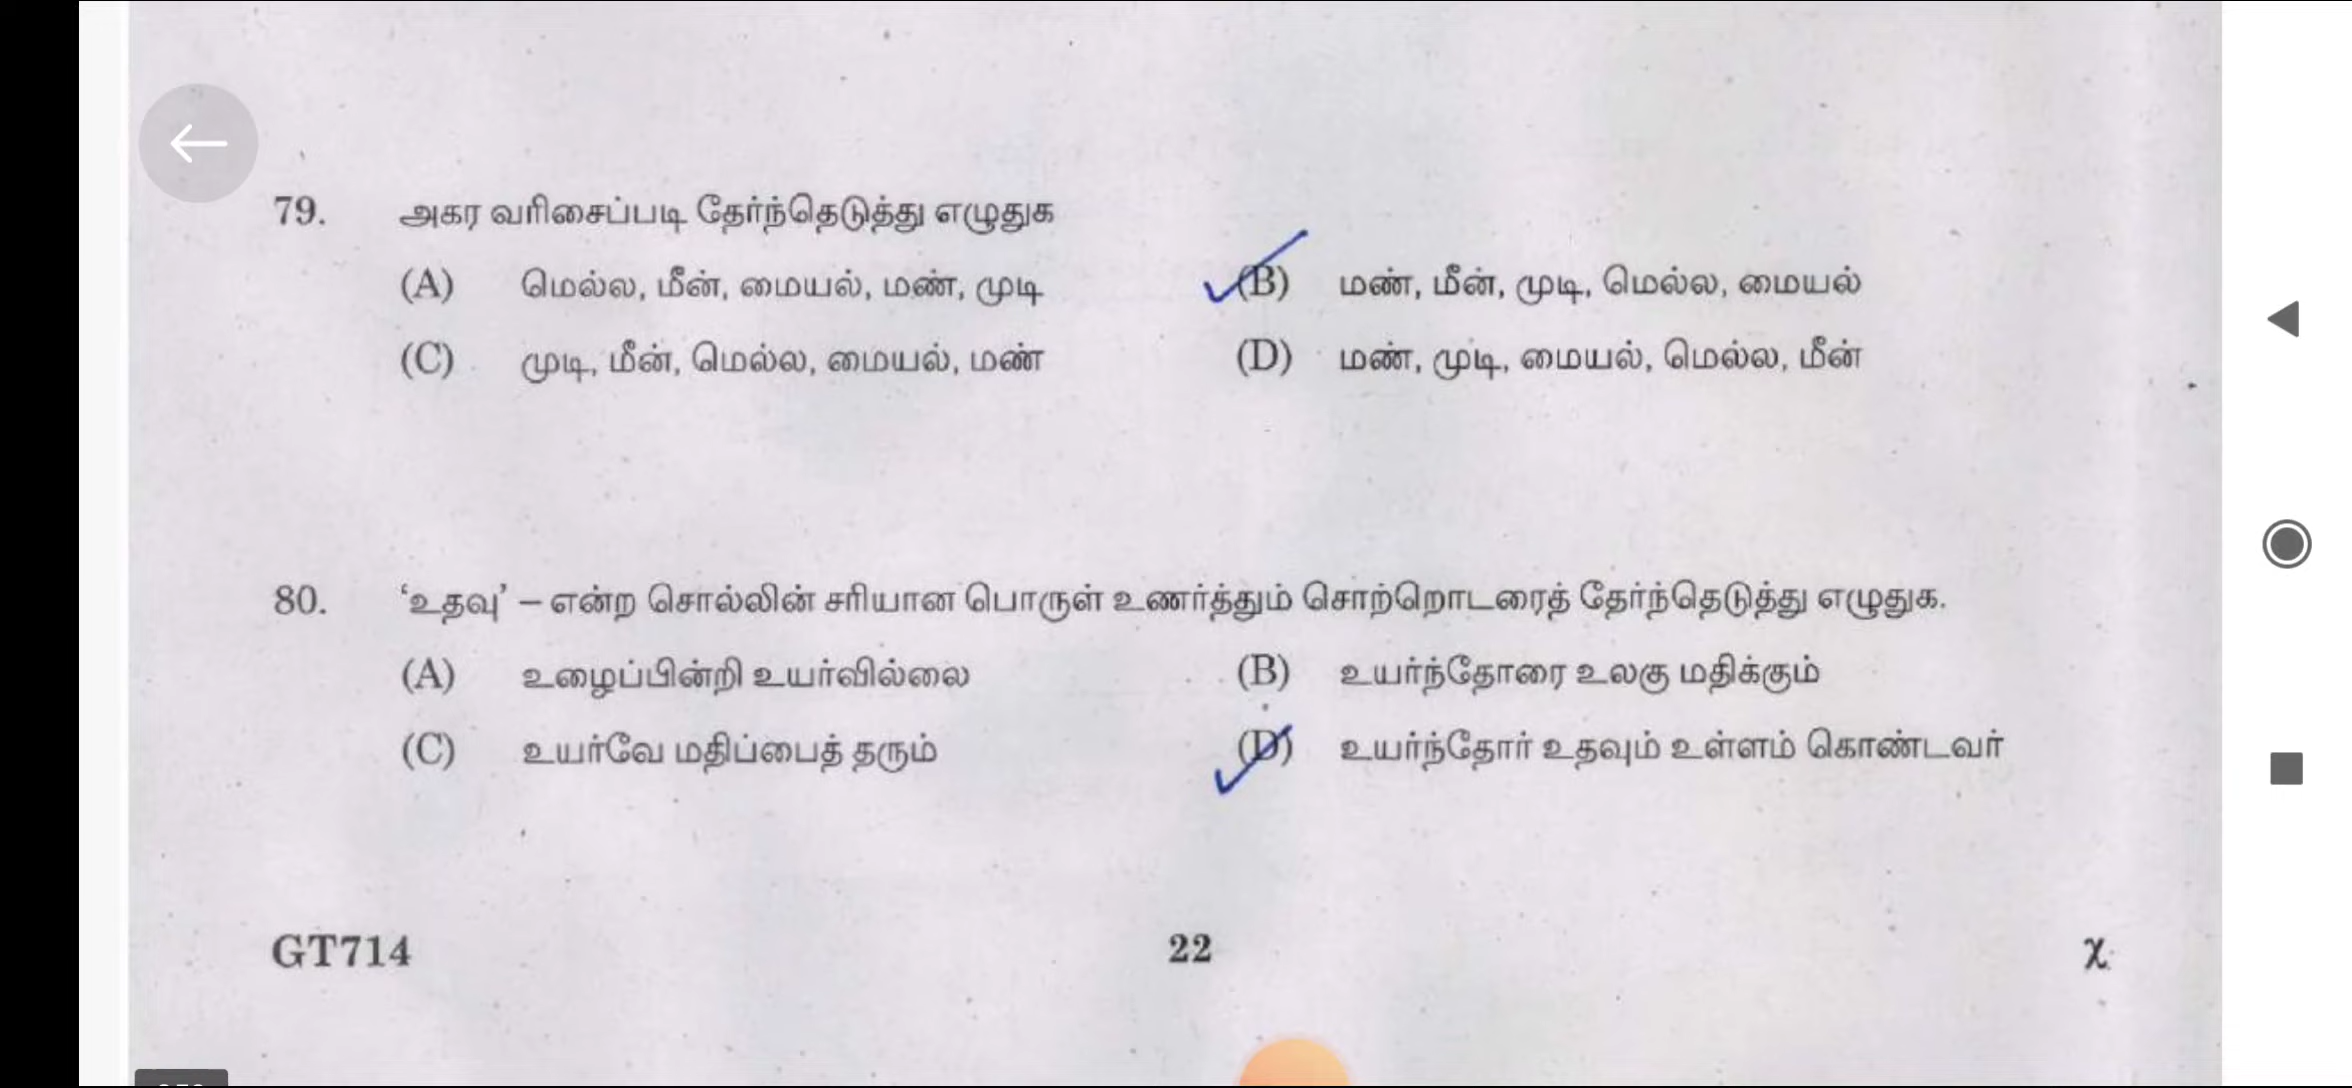 79. அகர வரிசைப்படி தேர்ந்தெடுத்து எழுதுக
(A) மெல்ல, மீன், மையல், மண், முடி (B) மண், மீன், முடி, மெல்ல, மையல்
(C) முடி, மீன், மெல்ல, மையல், மண் (D) மண், முடி, மையல், மெல்ல, மீன்
80. ‘உதவு’ – என்ற சொல்லின் சரியான பொருள் உணர்த்தும் சொற்றொடரைத் தேர்ந்தெடுத்து எழுதுக.
(A) உழைப்பின்றி உயர்வில்லை (B) உயர்ந்தோரை உலகு மதிக்கும்
(C) உயர்வே மதிப்பைத் தரும் (D) உயர்ந்தோர் உதவும் உள்ளம் கொண்டவர்
GT714 22 χ